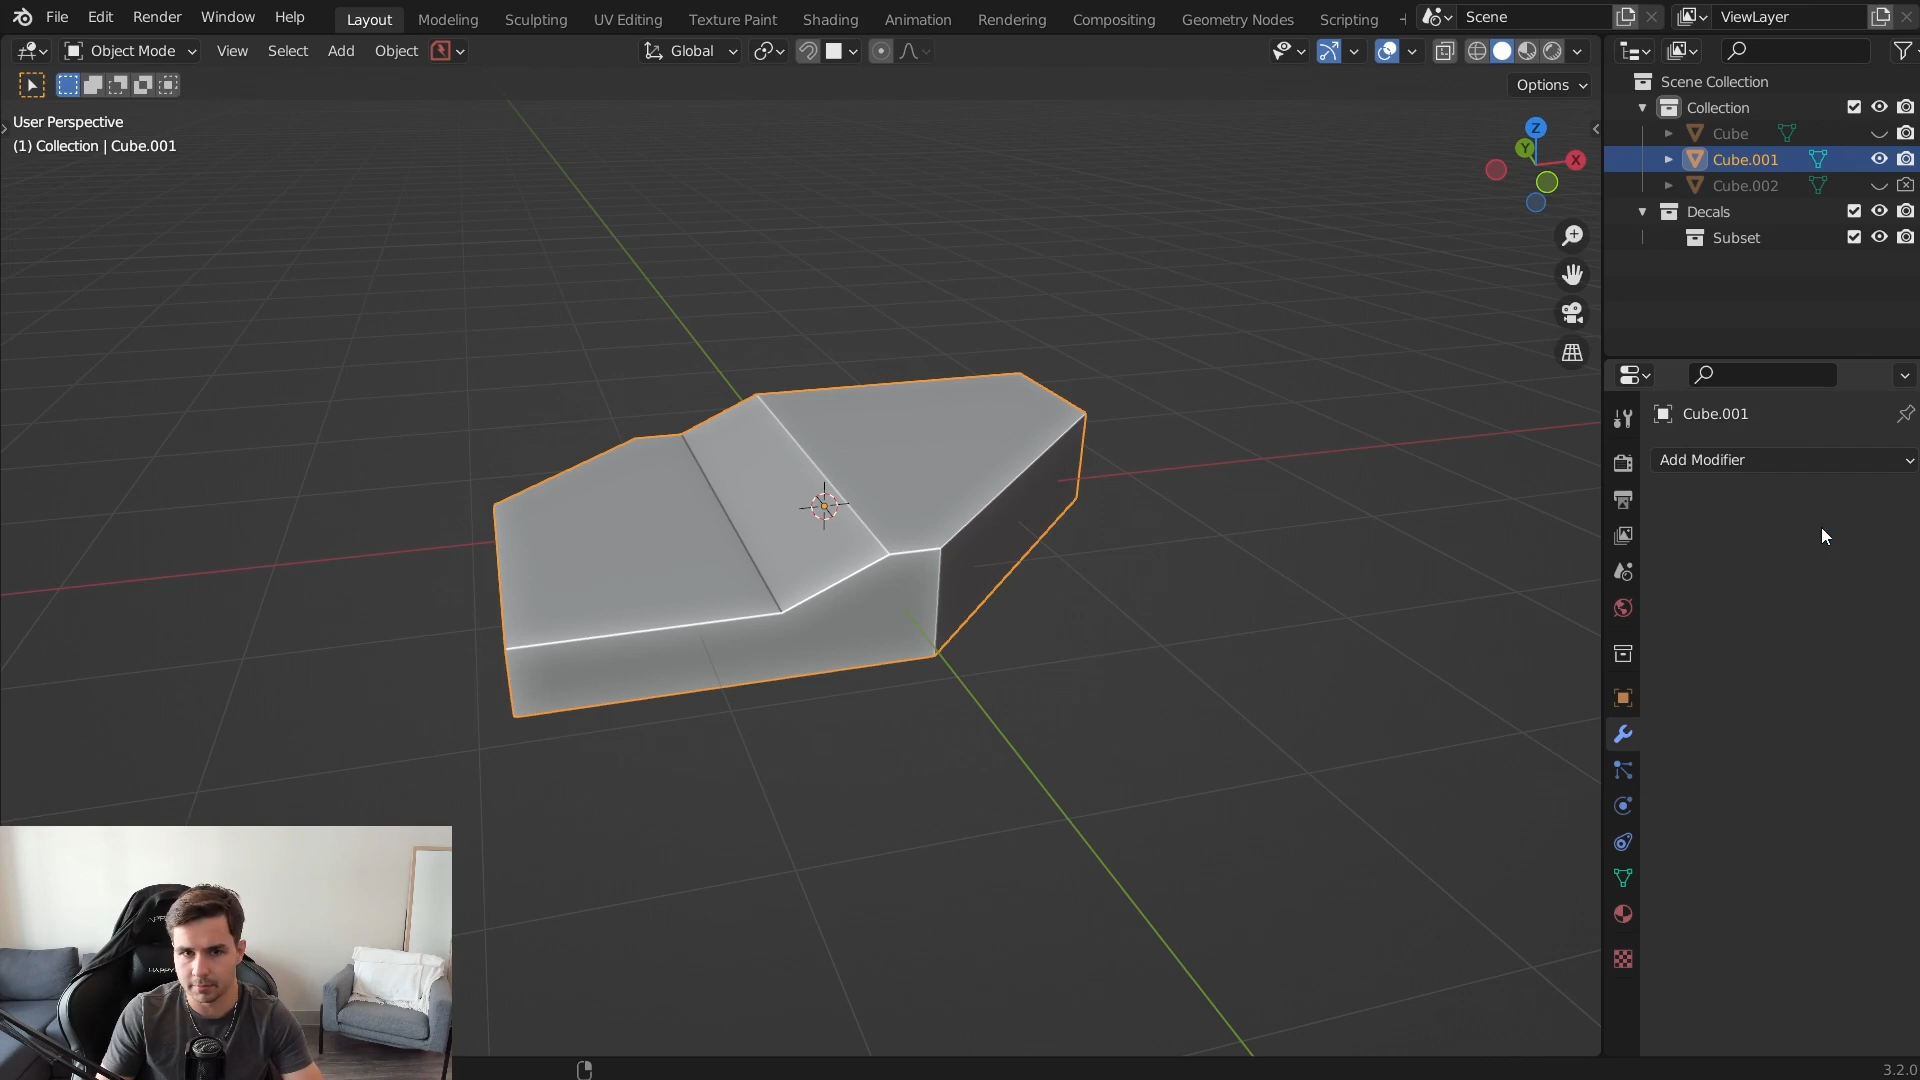 File Edit Render Window Help Layout Modeling Sculpting UV Editing Texture Paint Shading Animation Rendering Compositing Geometry Nodes Scripting + Scene ViewLayer
Object Mode View Select Add Object Global
Options
User Perspective
(1) Collection | Cube.001
Z
Y
X
Scene Collection
Collection
Cube
Cube.001
Cube.002
Decals
Subset
Cube.001
Add Modifier
HAPPY
3.2.0